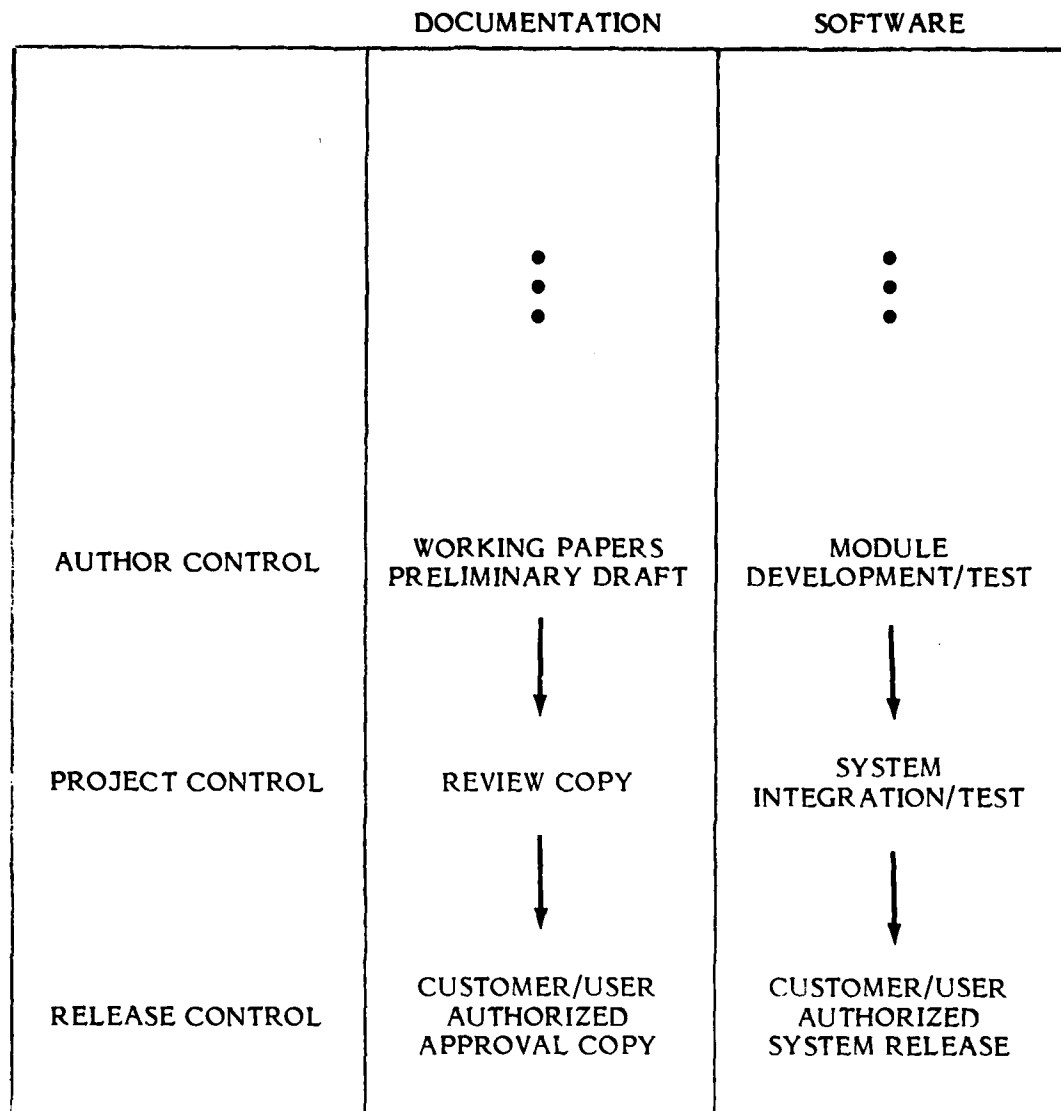 DOCUMENTATION SOFTWARE
AUTHOR CONTROL
WORKING PAPERS
PRELIMINARY DRAFT
MODULE
DEVELOPMENT/TEST
PROJECT CONTROL
REVIEW COPY
SYSTEM
INTEGRATION/TEST
RELEASE CONTROL
CUSTOMER/USER
AUTHORIZED
APPROVAL COPY
CUSTOMER/USER
AUTHORIZED
SYSTEM RELEASE